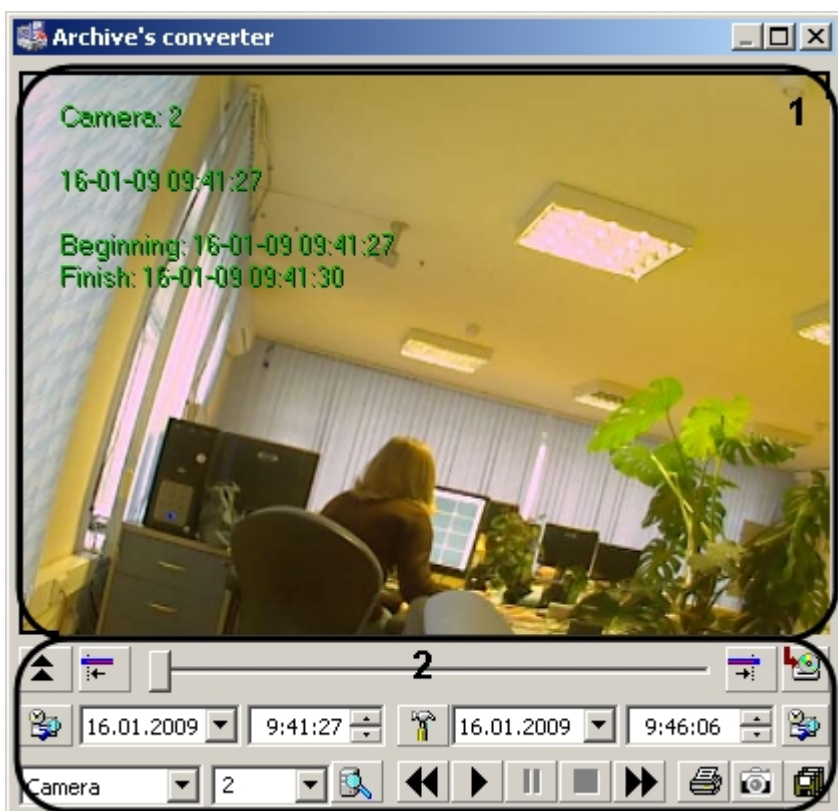 Archive's converter
1
Camera: 2
16-01-09 09:41:27
Beginning: 16-01-09 09:41:27
Finish: 16-01-09 09:41:30
2
16.01.2009 9:41:27 16.01.2009 9:46:06
Camera 2